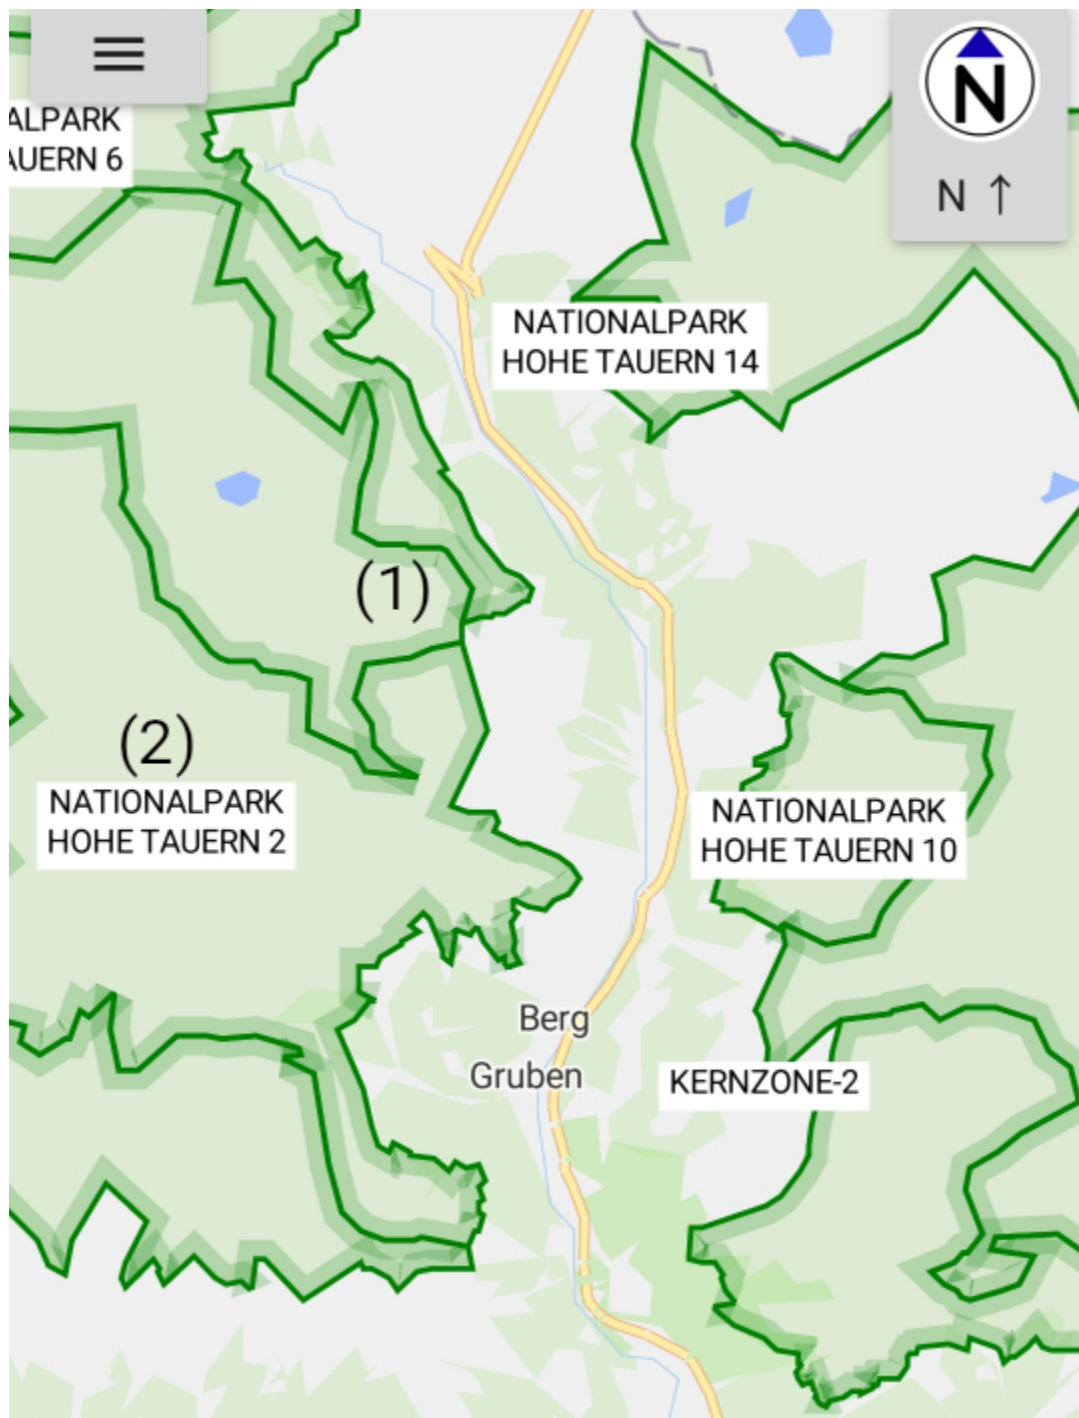 N
N ↑
ALPARK
AUERN 6
NATIONALPARK
HOHE TAUERN 14
(1)
(2)
NATIONALPARK
HOHE TAUERN 2
NATIONALPARK
HOHE TAUERN 10
Berg
Gruben
KERNZONE-2